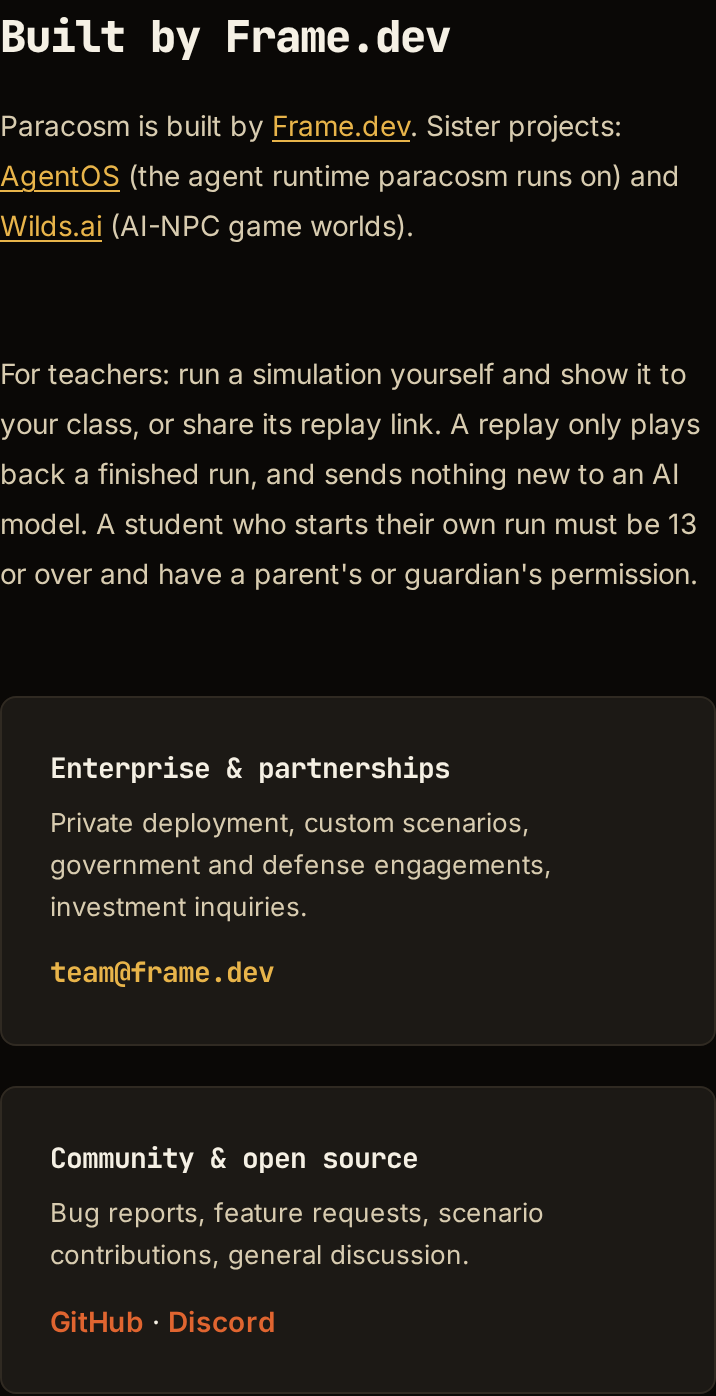 Built by Frame.dev
Paracosm is built by Frame.dev. Sister projects:
AgentOS (the agent runtime paracosm runs on) and
Wilds.ai (AI-NPC game worlds).
For teachers: run a simulation yourself and show it to
your class, or share its replay link. A replay only plays
back a finished run, and sends nothing new to an AI
model. A student who starts their own run must be 13
or over and have a parent's or guardian's permission.
Enterprise & partnerships
Private deployment, custom scenarios,
government and defense engagements,
investment inquiries.
team@frame.dev
Community & open source
Bug reports, feature requests, scenario
contributions, general discussion.
GitHub · Discord